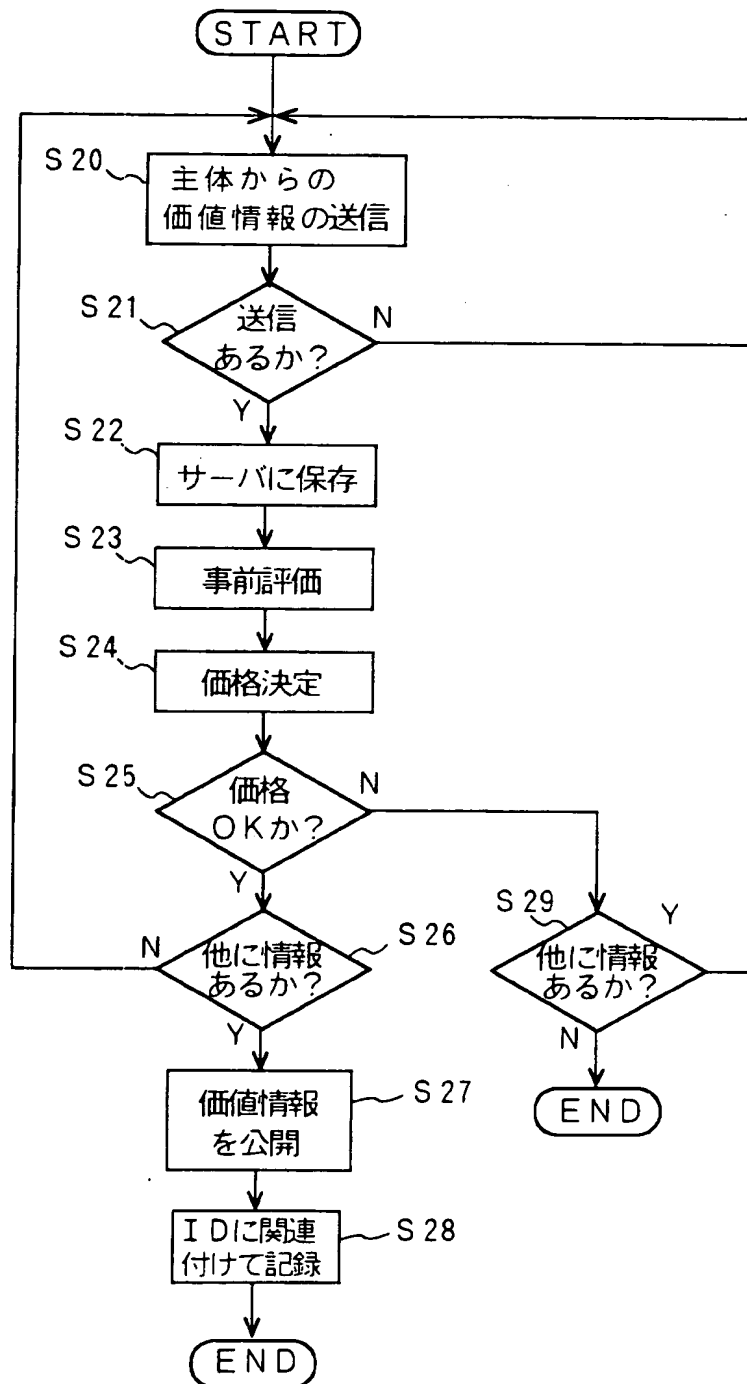 START
S20
主体からの
価値情報の送信
S21
送信
あるか?
N
Y
S22
サーバに保存
S23
事前評価
S24
価格決定
S25
価格
OKか?
N
Y
S26
他に情報
あるか?
N
Y
S29
他に情報
あるか?
Y
N
END
S27
価値情報
を公開
S28
IDに関連
付けて記録
END